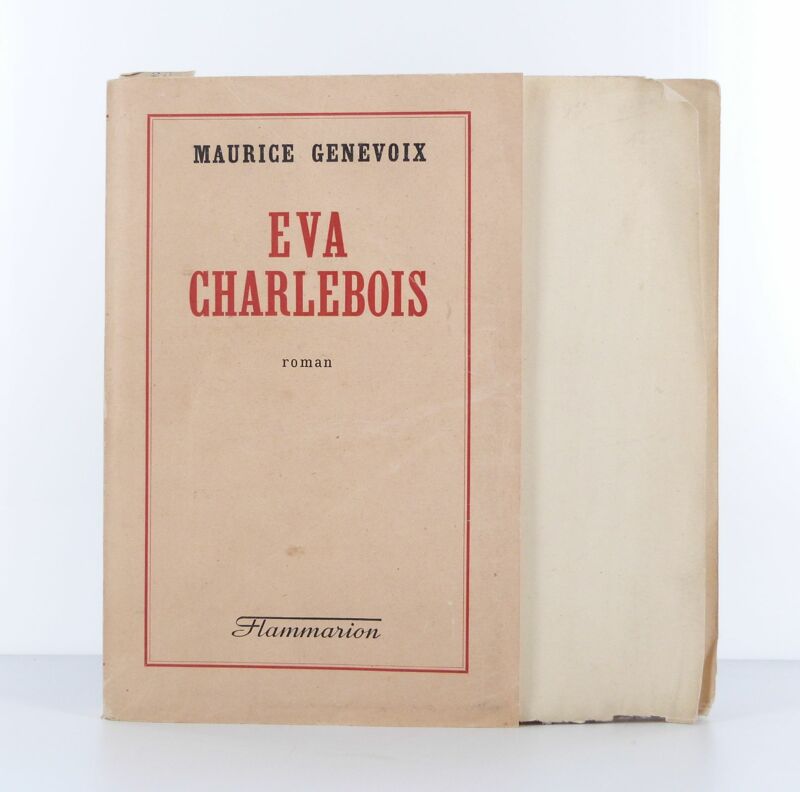 MAURICE GENEVOIX
EVA
CHARLEBOIS
roman
Flammarion